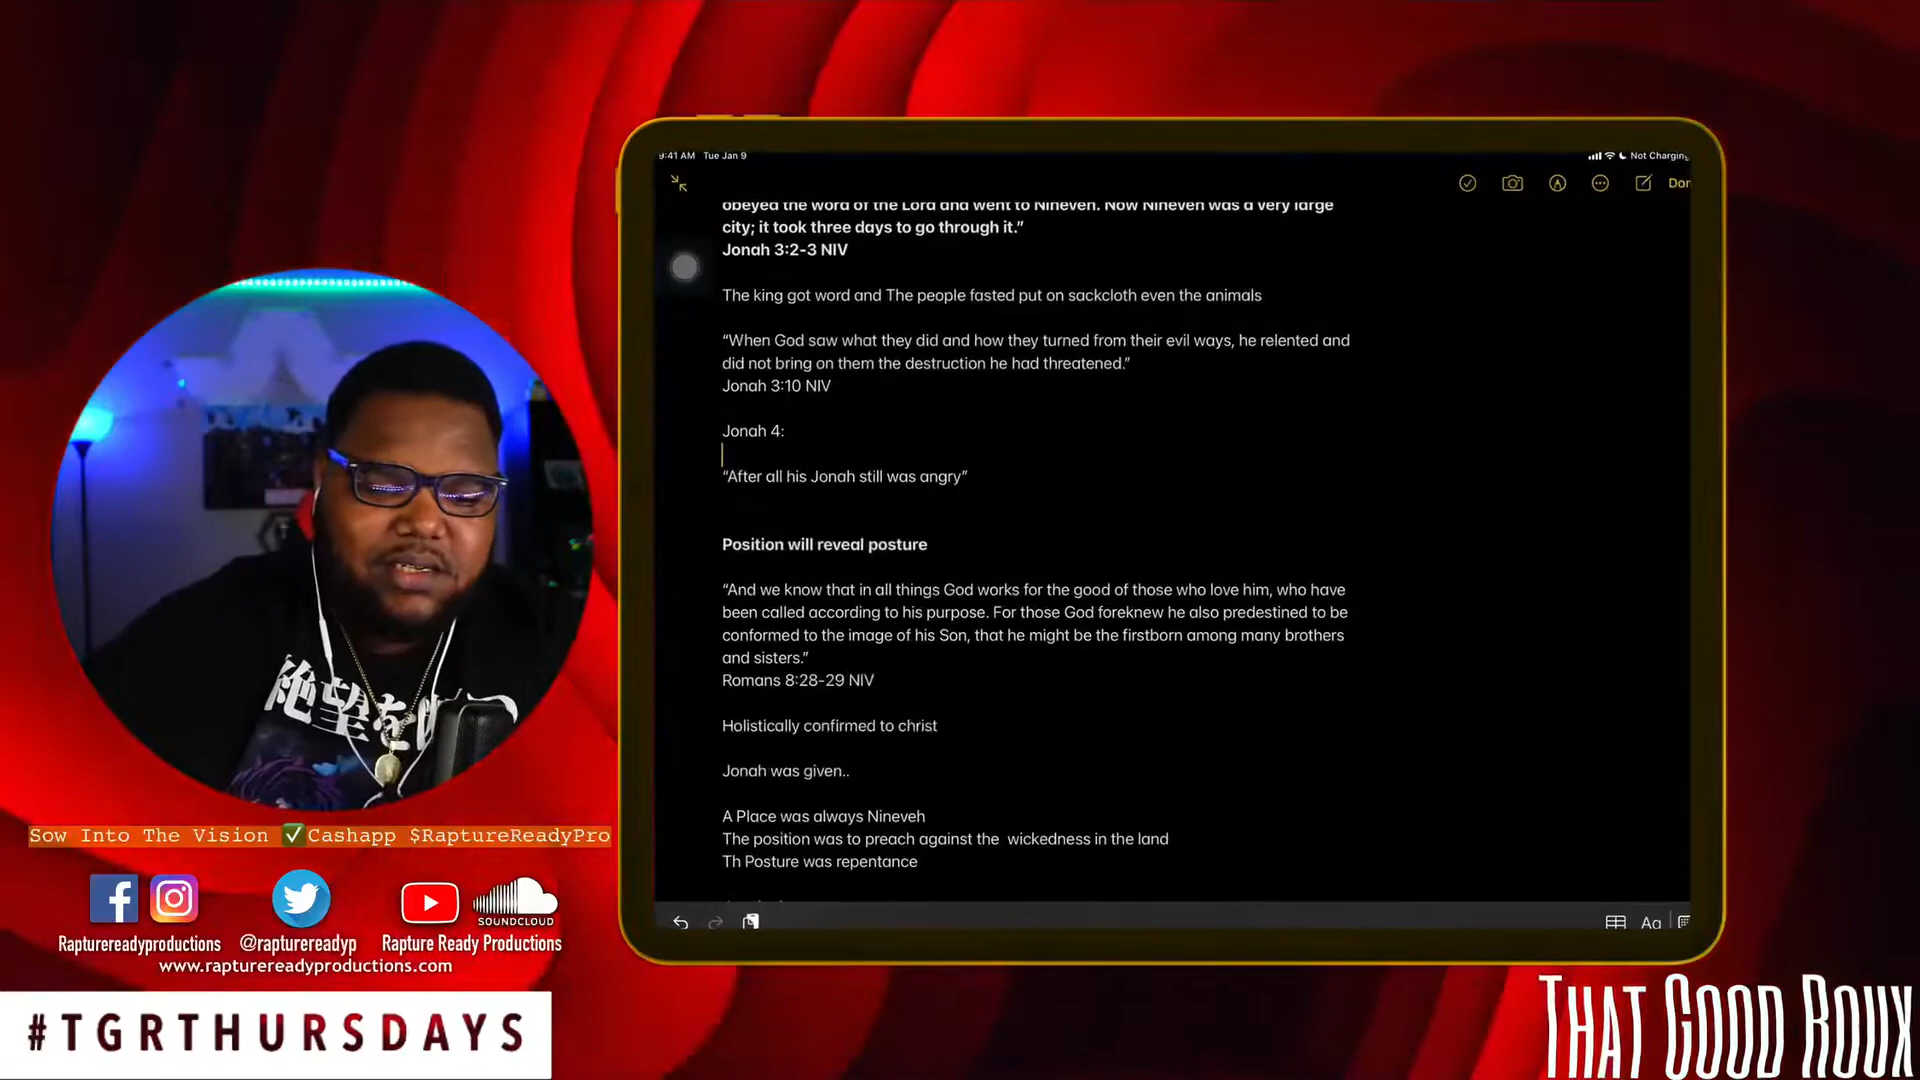 9:41 AM Tue Jan 9
Not Charging
Don
obeyed the word of the Lord and went to Nineveh. Now Nineveh was a very large
city; it took three days to go through it.”
Jonah 3:2-3 NIV
The king got word and The people fasted put on sackcloth even the animals
“When God saw what they did and how they turned from their evil ways, he relented and
did not bring on them the destruction he had threatened.”
Jonah 3:10 NIV
Jonah 4:
“After all his Jonah still was angry”
Position will reveal posture
“And we know that in all things God works for the good of those who love him, who have
been called according to his purpose. For those God foreknew he also predestined to be
conformed to the image of his Son, that he might be the firstborn among many brothers
and sisters.”
Romans 8:28-29 NIV
Holistically confirmed to christ
Jonah was given..
A Place was always Nineveh
The position was to preach against the wickedness in the land
Th Posture was repentance
Aa
絶望を
Sow Into The Vision ✅Cashapp $RaptureReadyPro
SOUNDCLOUD
Rapturereadyproductions @rapturereadyp Rapture Ready Productions
www.rapturereadyproductions.com
#TGRTHURSDAYS
THAT GOOD ROUX